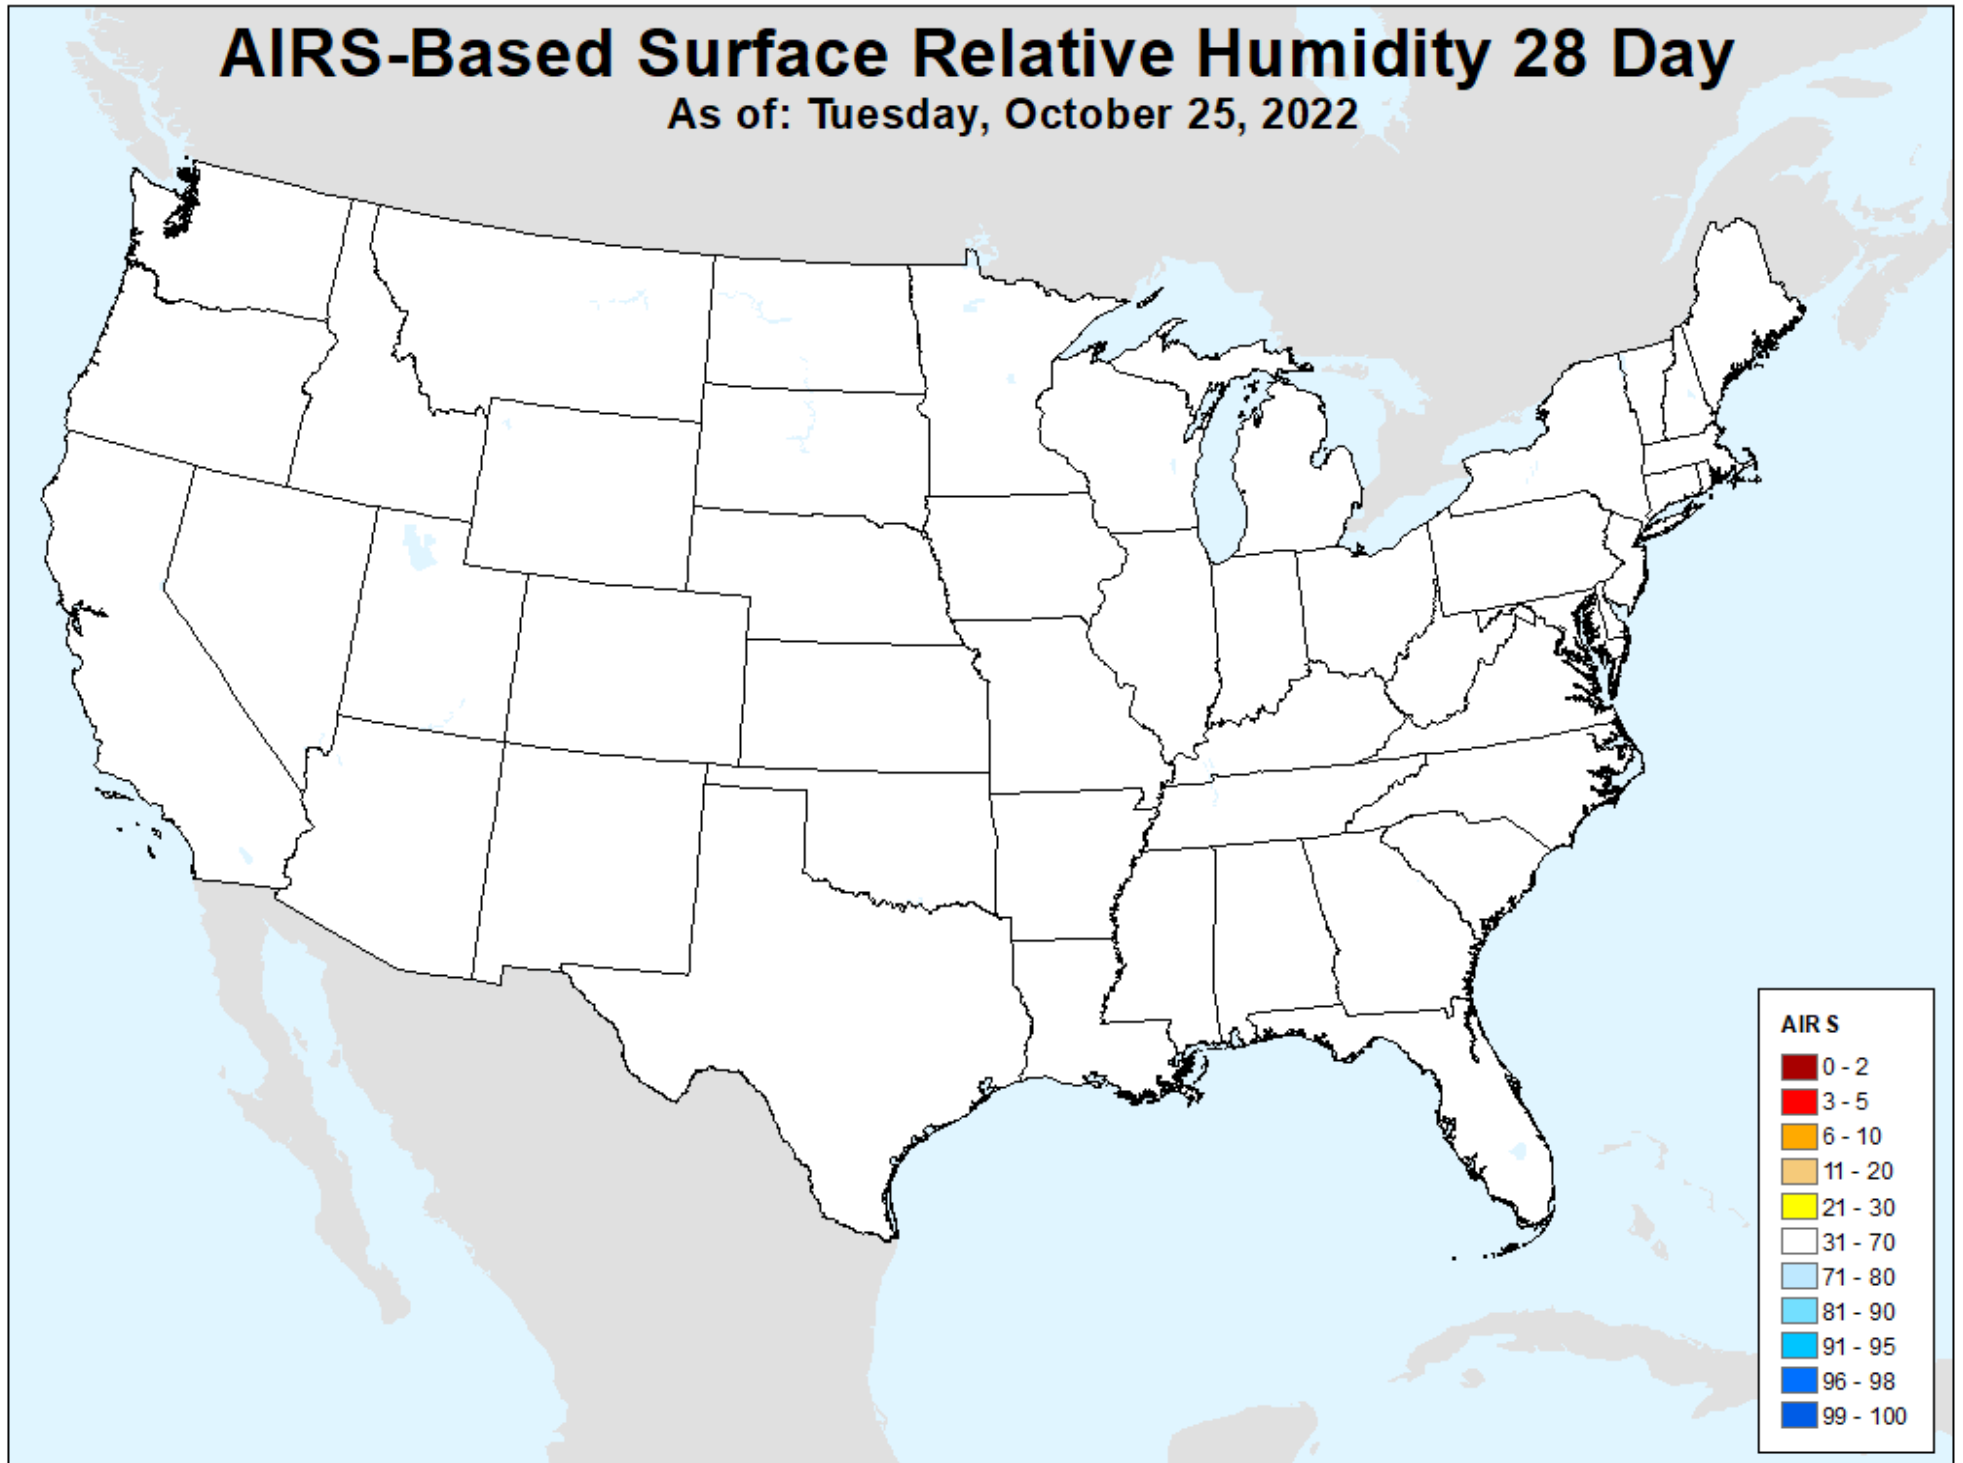 AIRS-Based Surface Relative Humidity 28 Day
As of: Tuesday, October 25, 2022
AIRS
0 - 2
3 - 5
6 - 10
11 - 20
21 - 30
31 - 70
71 - 80
81 - 90
91 - 95
96 - 98
99 - 100